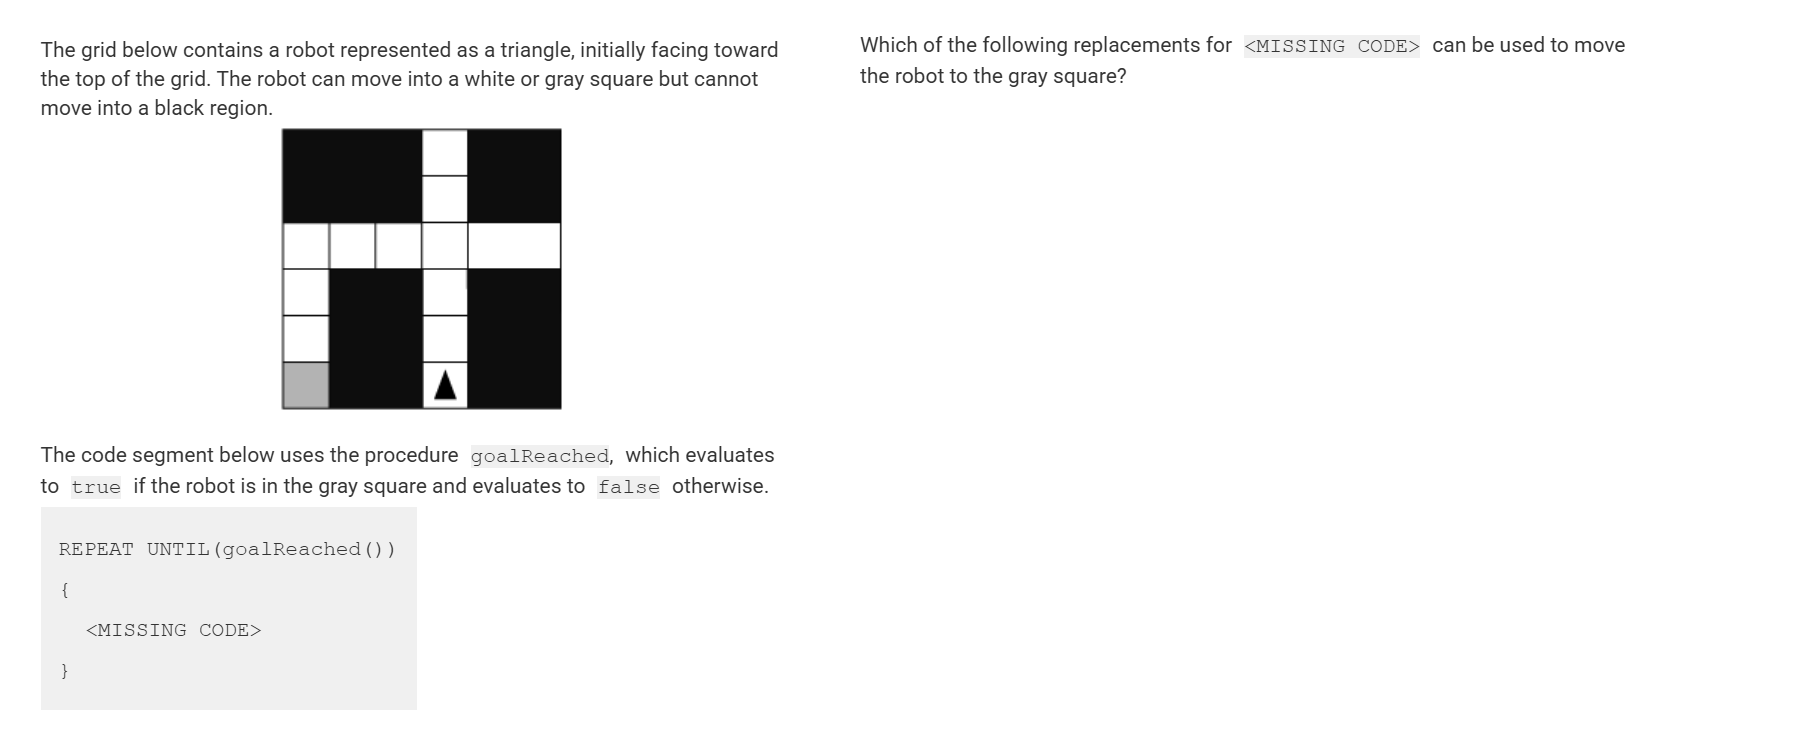 The grid below contains a robot represented as a triangle, initially facing toward
the top of the grid. The robot can move into a white or gray square but cannot
move into a black region.
The code segment below uses the procedure goalReached, which evaluates
to true if the robot is in the gray square and evaluates to false otherwise.
REPEAT UNTIL(goalReached())
{
<MISSING CODE>
}
Which of the following replacements for <MISSING CODE> can be used to move
the robot to the gray square?